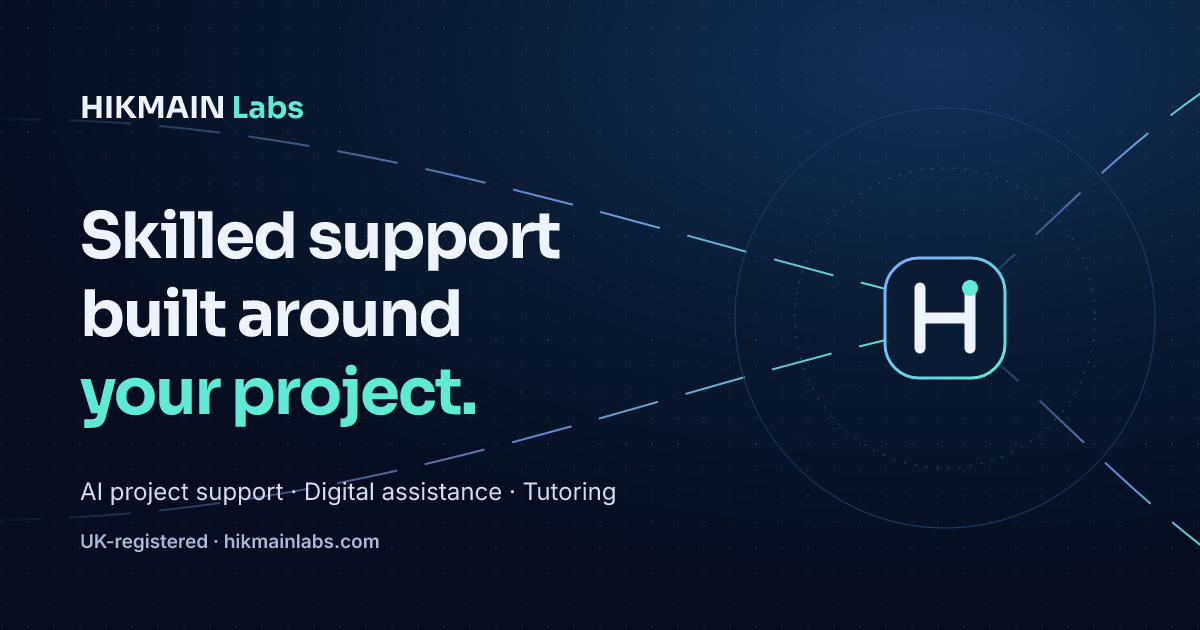 HIKMAIN Labs
Skilled support
built around
your project.
AI project support · Digital assistance · Tutoring
UK-registered · hikmainlabs.com
H